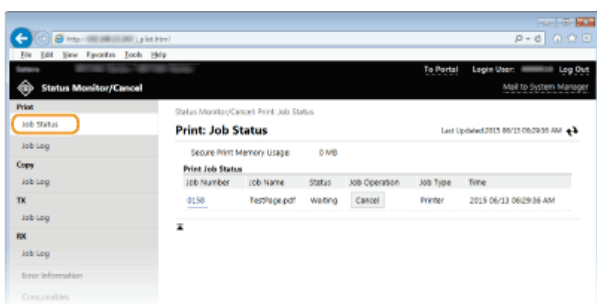 http://
File Edit View Favorites Tools Help
To Portal Login User: Log Out
Status Monitor/Cancel Mail to System Manager
Print
Job Status
Job Log
Copy
Job Log
TX
Job Log
RX
Job Log
Error Information
Consumables
Status Monitor/Cancel: Print: Job Status
Print: Job Status Last Updated:2015 06/13 06:29:36 AM
Secure Print Memory Usage: 0 MB
Print Job Status
Job Number Job Name Status Job Operation Job Type Time
0158 TestPage.pdf Waiting Cancel Printer 2015 06/13 06:29:36 AM